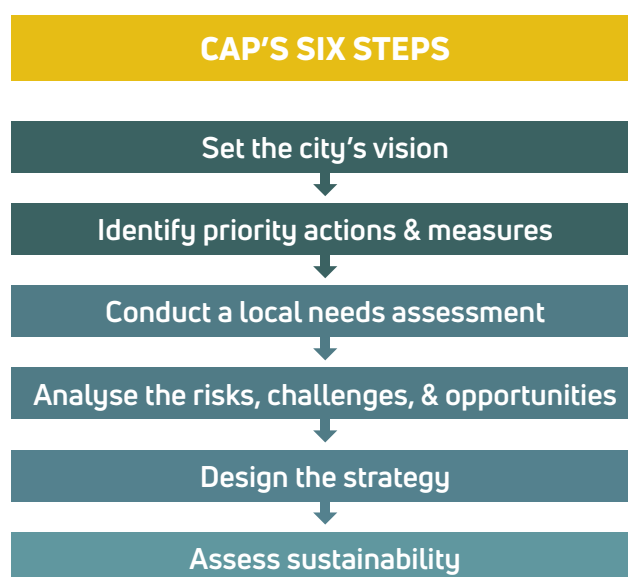 CAP'S SIX STEPS
Set the city's vision
Identify priority actions & measures
Conduct a local needs assessment
Analyse the risks, challenges, & opportunities
Design the strategy
Assess sustainability